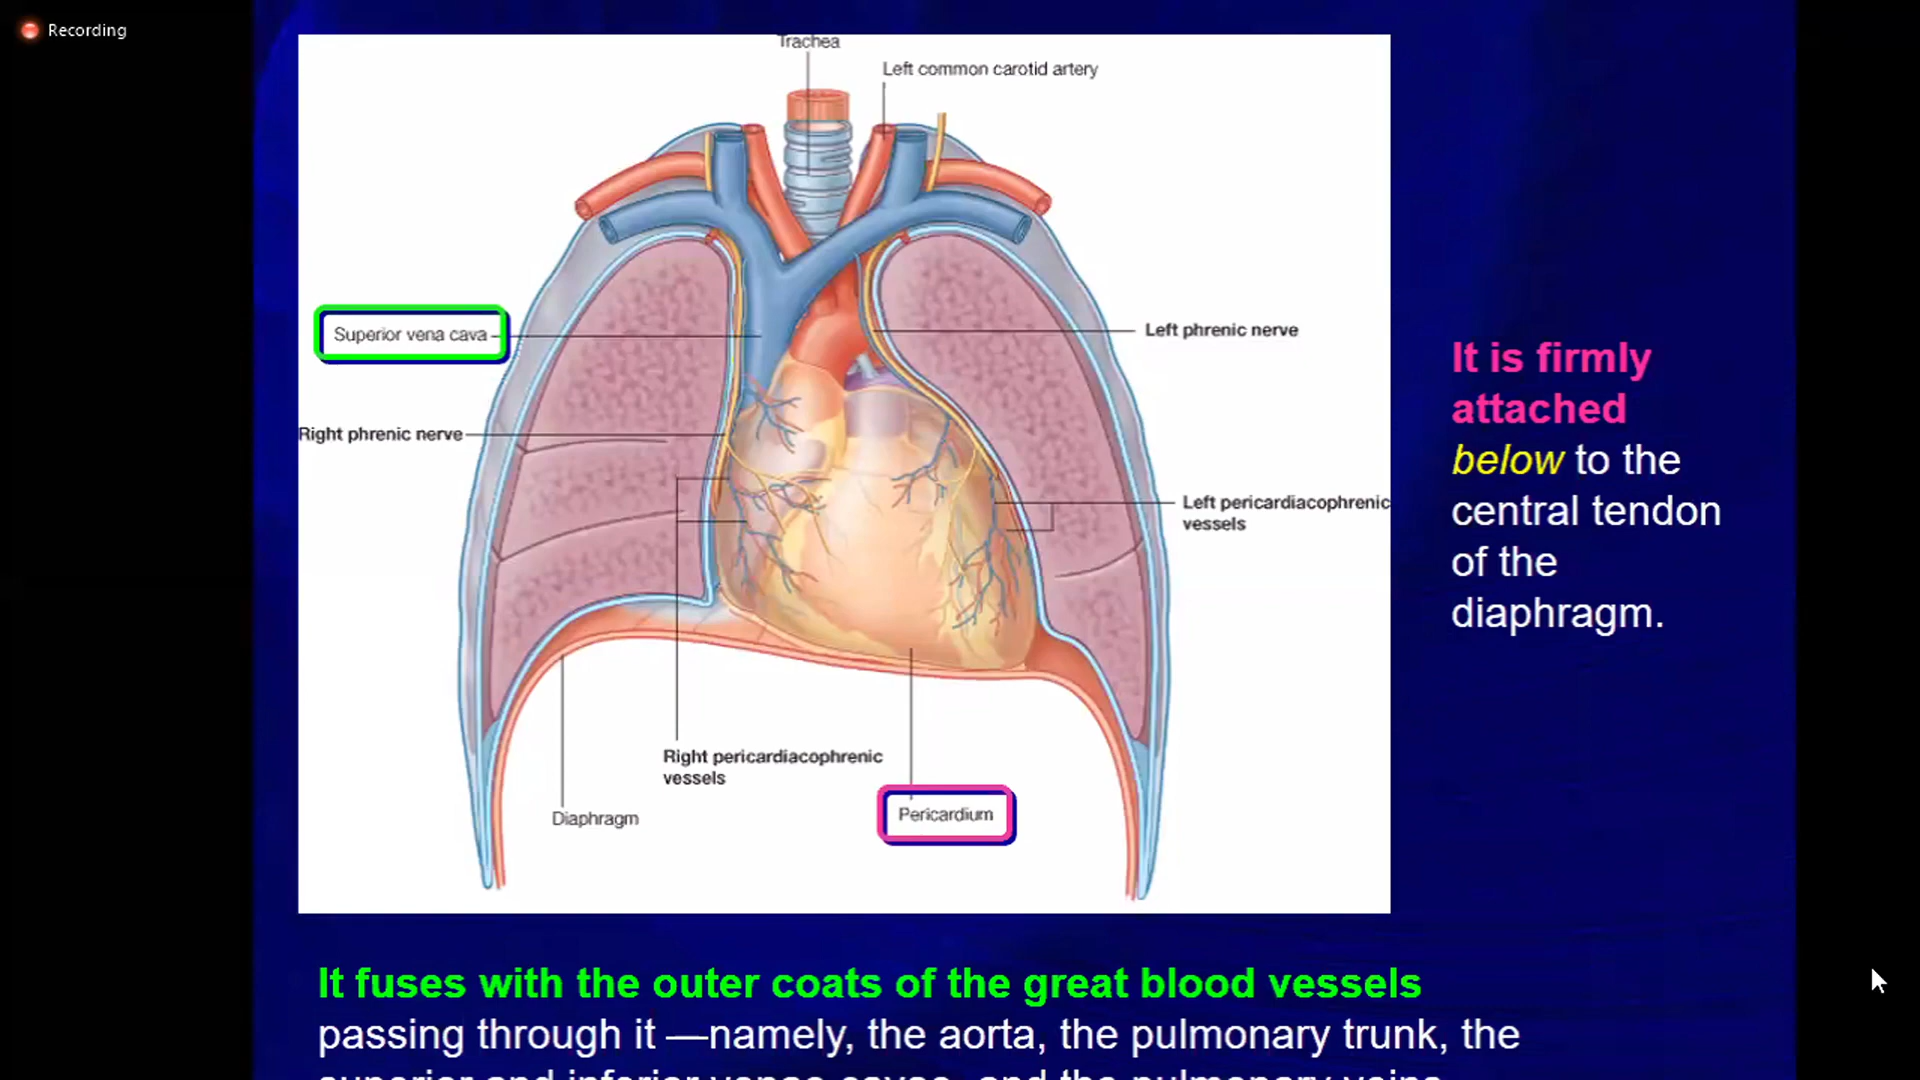 Recording
Trachea
Left common carotid artery
Superior vena cava
Left phrenic nerve
Right phrenic nerve
Left pericardiacophrenic
vessels
Right pericardiacophrenic
vessels
Diaphragm
Pericardium
It is firmly
attached
below to the
central tendon
of the
diaphragm.
It fuses with the outer coats of the great blood vessels
passing through it —namely, the aorta, the pulmonary trunk, the
superior and inferior venae cavae, and the pulmonary veins